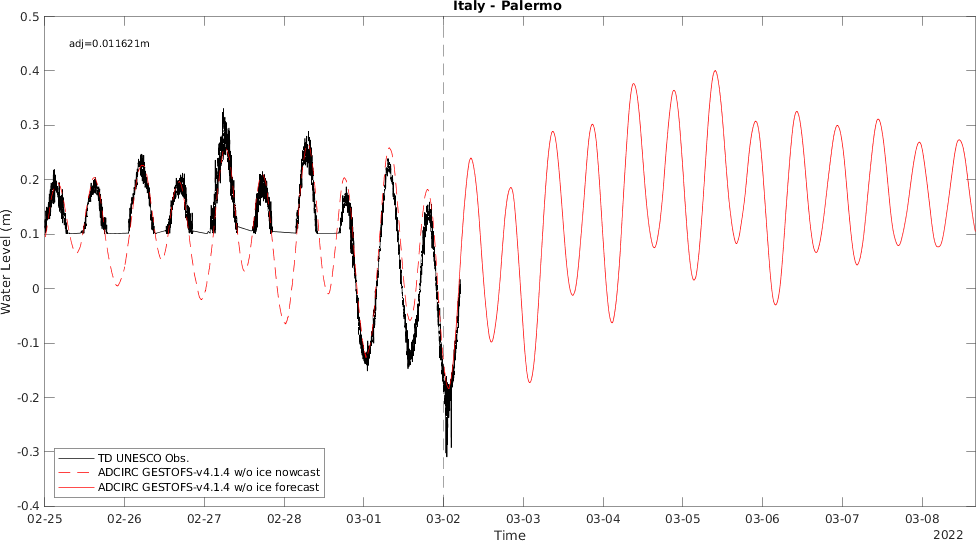 Italy - Palermo
adj=0.011621m
0.5
0.4
0.3
0.2
0.1
0
-0.1
-0.2
-0.3
-0.4
Water Level (m)
TD UNESCO Obs.
ADCIRC GESTOFS-v4.1.4 w/o ice nowcast
ADCIRC GESTOFS-v4.1.4 w/o ice forecast
02-25 02-26 02-27 02-28 03-01 03-02 03-03 03-04 03-05 03-06 03-07 03-08
Time
2022